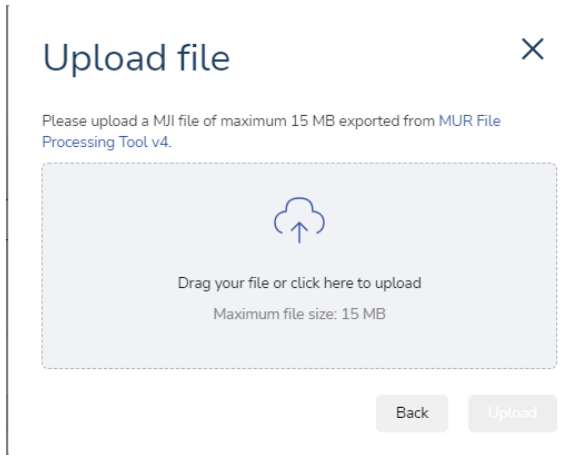 Upload file
Please upload a MJI file of maximum 15 MB exported from MUR File
Processing Tool v4.
Drag your file or click here to upload
Maximum file size: 15 MB
Back
Upload